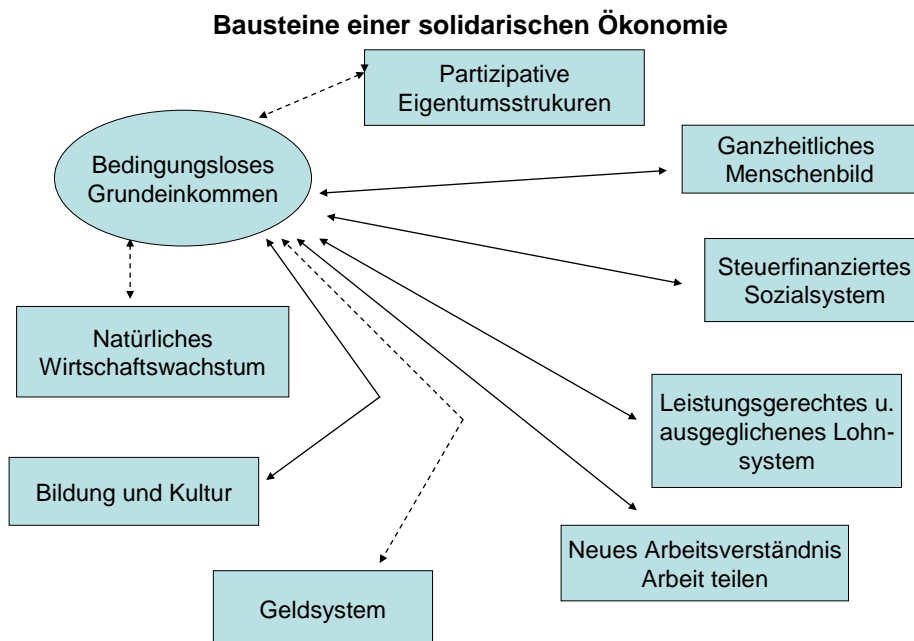 Bausteine einer solidarischen Ökonomie
Partizipative
Eigentumsstrukuren
Bedingungsloses
Grundeinkommen
Ganzheitliches
Menschenbild
Steuerfinanziertes
Sozialsystem
Natürliches
Wirtschaftswachstum
Leistungsgerechtes u.
ausgeglichenes Lohn-
system
Bildung und Kultur
Neues Arbeitsverständnis
Arbeit teilen
Geldsystem